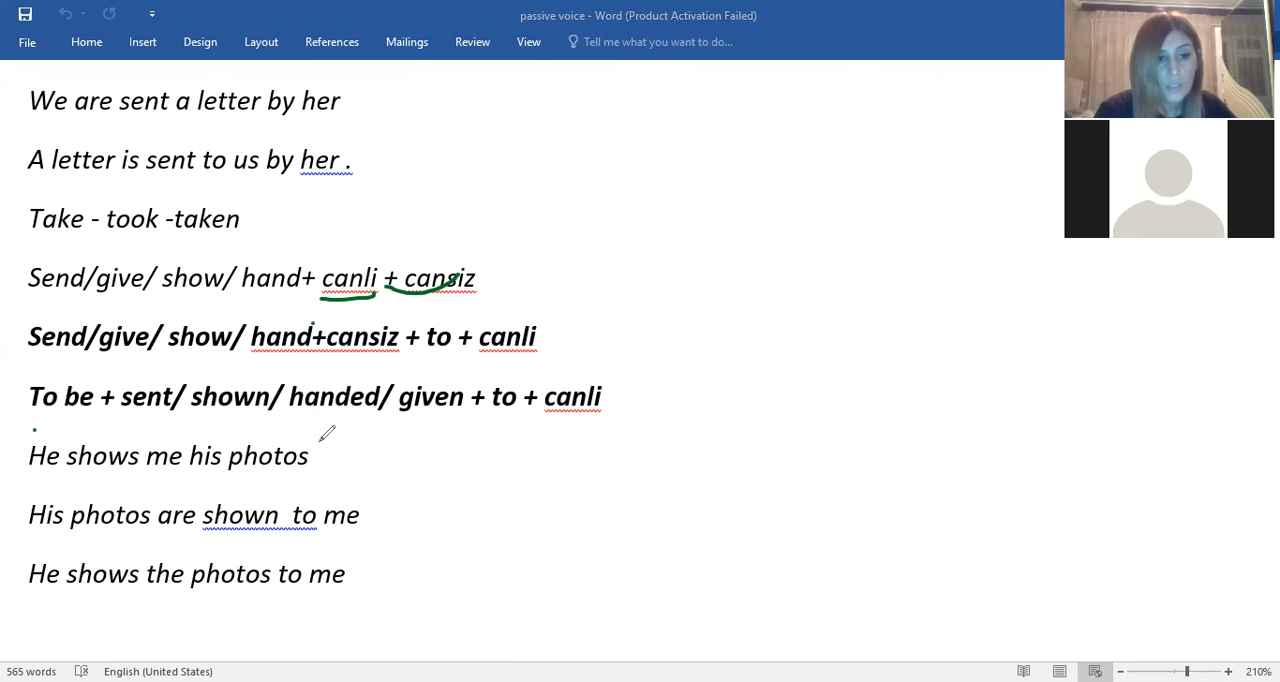 passive voice - Word (Product Activation Failed)
File Home Insert Design Layout References Mailings Review View Tell me what you want to do...
We are sent a letter by her
A letter is sent to us by her .
Take - took -taken
Send/give/ show/ hand+ canli + cansiz
Send/give/ show/ hand+cansiz + to + canli
To be + sent/ shown/ handed/ given + to + canli
He shows me his photos
His photos are shown  to me
He shows the photos to me
565 words English (United States) 210%